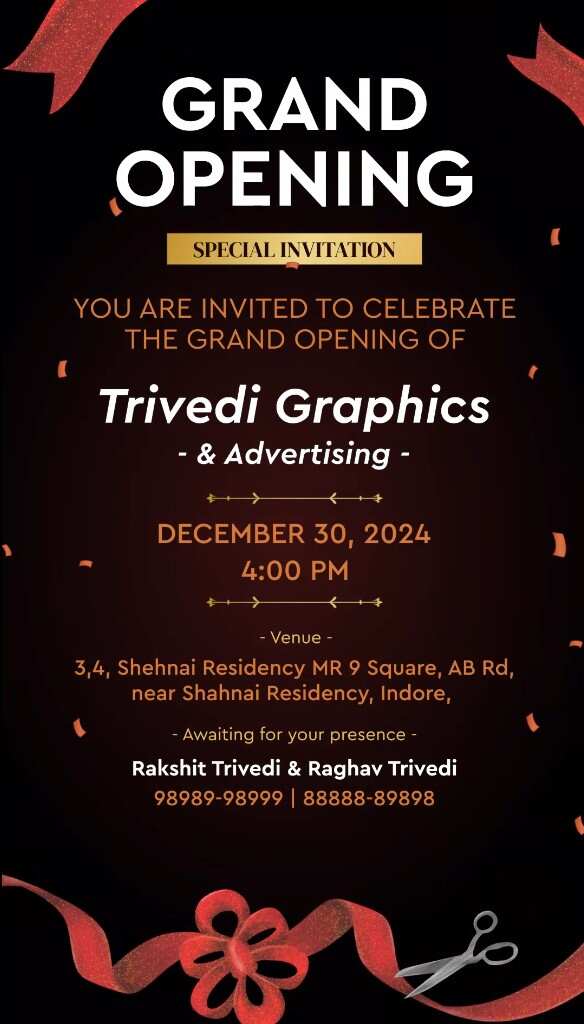 GRAND
OPENING
SPECIAL INVITATION
YOU ARE INVITED TO CELEBRATE
THE GRAND OPENING OF
Trivedi Graphics
- & Advertising -
DECEMBER 30, 2024
4:00 PM
- Venue -
3,4, Shehnai Residency MR 9 Square, AB Rd,
near Shahnai Residency, Indore,
- Awaiting for your presence -
Rakshit Trivedi & Raghav Trivedi
98989-98999 | 88888-89898